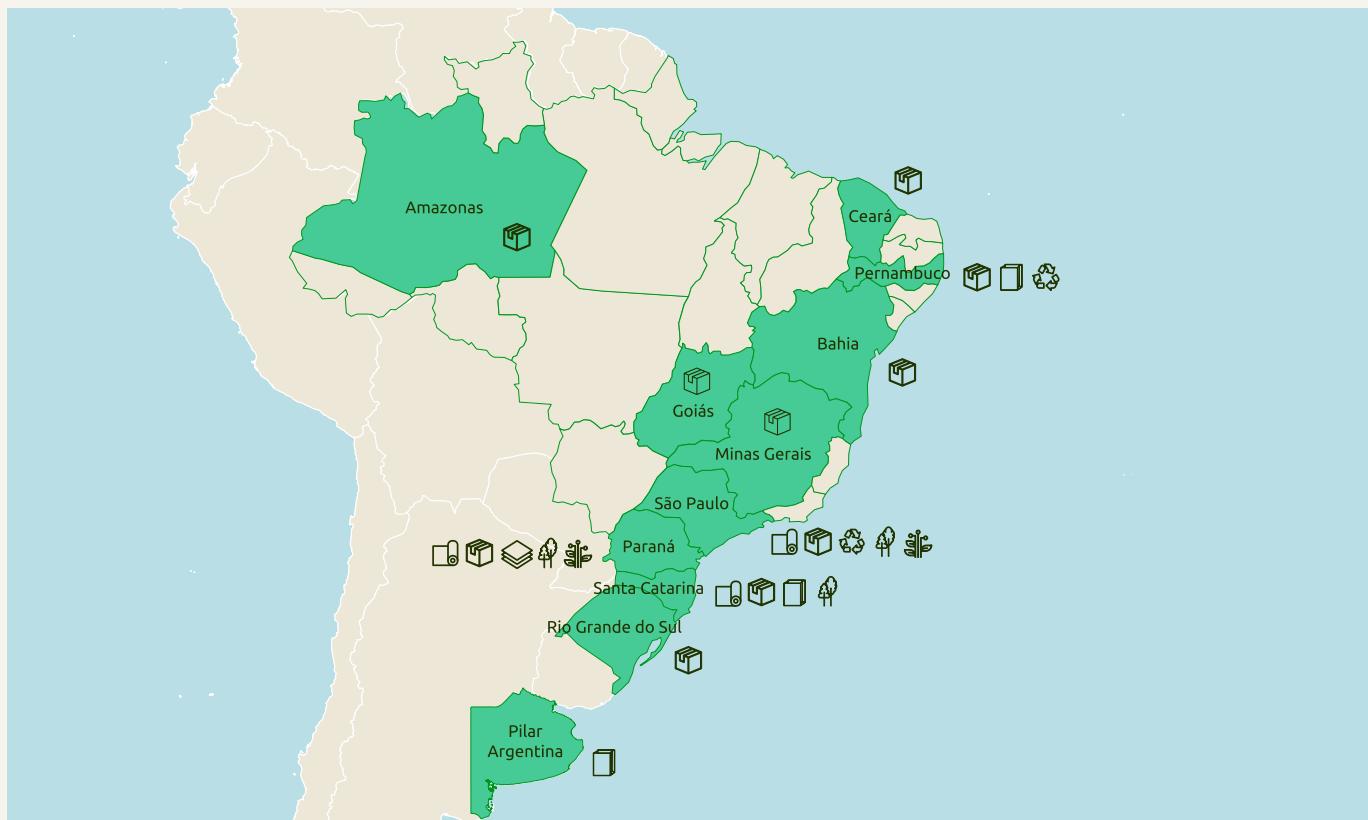 Amazonas
Ceará
Pernambuco
Bahia
Goiás
Minas Gerais
São Paulo
Paraná
Santa Catarina
Rio Grande do Sul
Pilar
Argentina